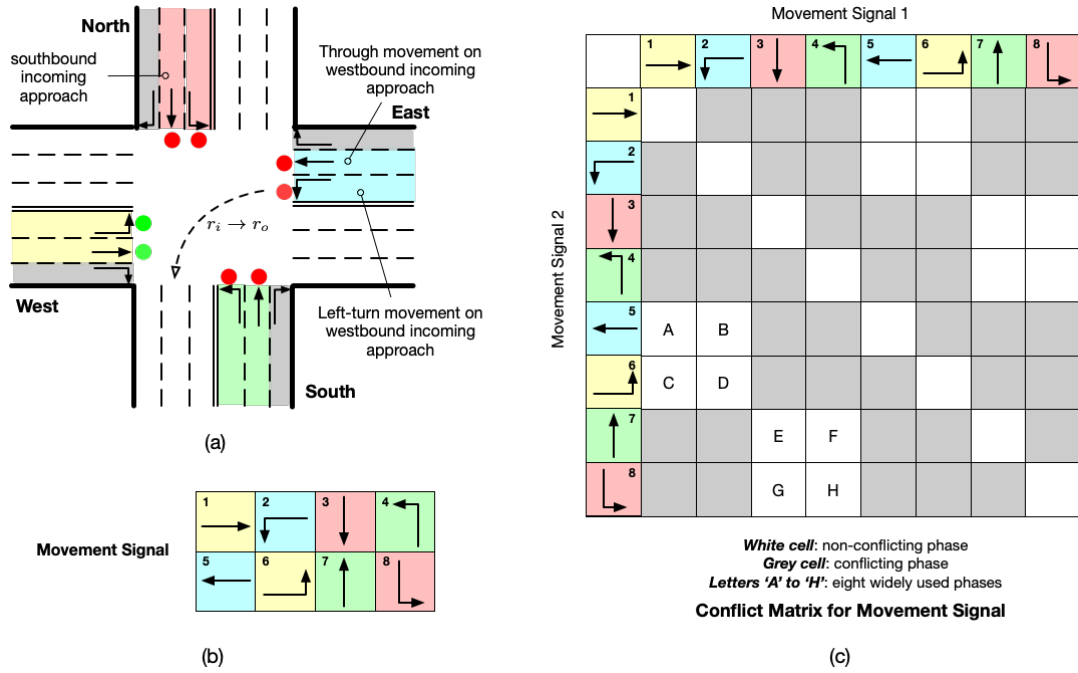 (a)
North
southbound
incoming
approach
Through movement on
westbound incoming
approach
East
r_i → r_o
West
Left-turn movement on
westbound incoming
approach
South
(a)
Movement Signal
1 2 3 4
5 6 7 8
(b)
Movement Signal 1
1 2 3 4 5 6 7 8
Movement Signal 2
1
2
3
4
5 A B
6 C D
7 E F
8 G H
White cell: non-conflicting phase
Grey cell: conflicting phase
Letters ‘A’ to ‘H’: eight widely used phases
Conflict Matrix for Movement Signal
(c)